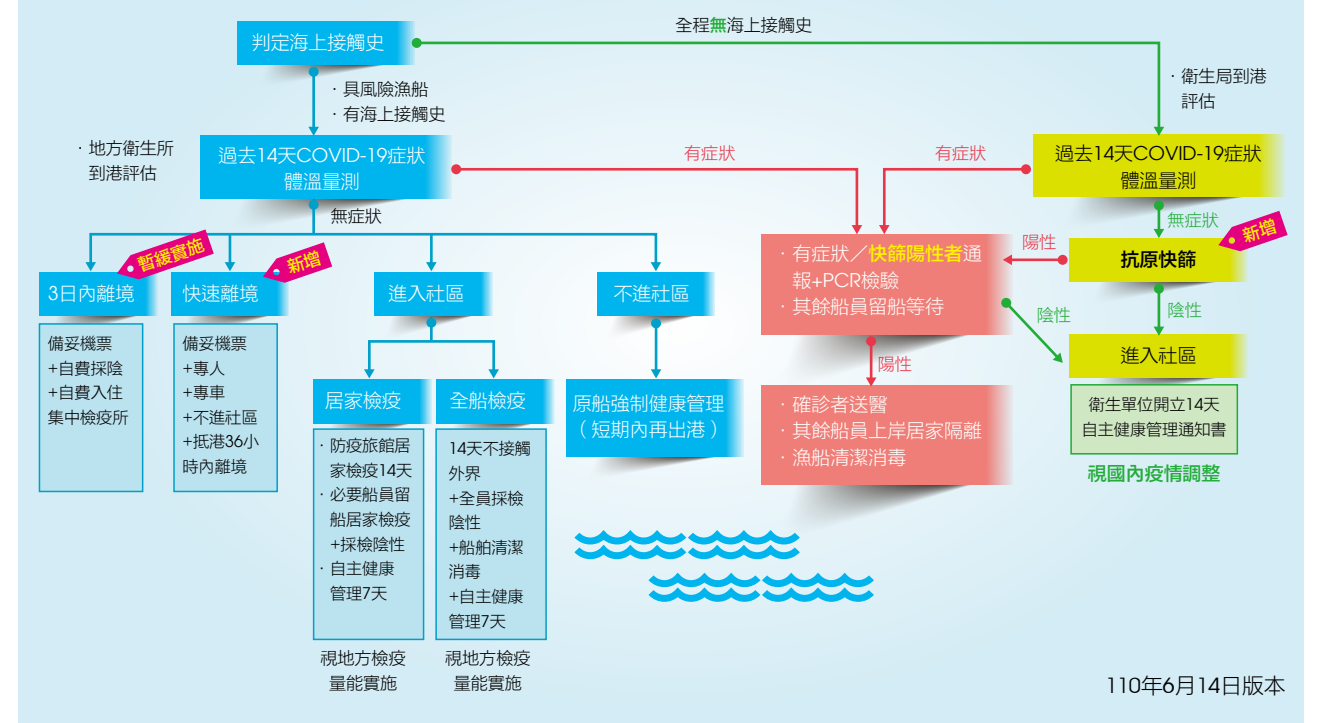 全程無海上接觸史
判定海上接觸史
· 具風險漁船
· 有海上接觸史
· 衛生局到港
評估
· 地方衛生所
到港評估
過去14天COVID-19症狀
體溫量測
有症狀
有症狀
過去14天COVID-19症狀
體溫量測
無症狀
無症狀
暫緩實施
新增
新增
3日內離境
快速離境
進入社區
不進社區
· 有症狀／快篩陽性者通
報+PCR檢驗
· 其餘船員留船等待
陽性
抗原快篩
陰性
陰性
備妥機票
+自費採陰
+自費入住
集中檢疫所
備妥機票
+專人
+專車
+不進社區
+抵港36小
時內離境
居家檢疫
全船檢疫
原船強制健康管理
（短期內再出港）
陽性
· 確診者送醫
· 其餘船員上岸居家隔離
· 漁船清潔消毒
進入社區
衛生單位開立14天
自主健康管理通知書
視國內疫情調整
· 防疫旅館居
家檢疫14天
· 必要船員留
船居家檢疫
+採檢陰性
· 自主健康
管理7天
14天不接觸
外界
+全員採檢
陰性
+船舶清潔
消毒
+自主健康
管理7天
視地方檢疫
量能實施
視地方檢疫
量能實施
110年6月14日版本